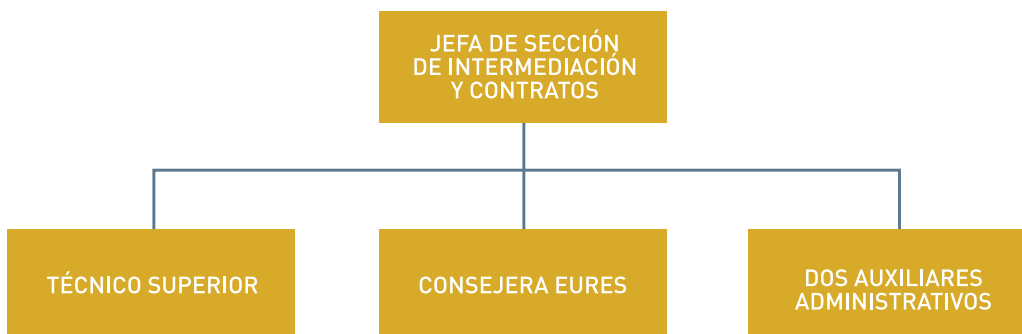 JEFA DE SECCIÓN
DE INTERMEDIACIÓN
Y CONTRATOS
TÉCNICO SUPERIOR
CONSEJERA EURES
DOS AUXILIARES
ADMINISTRATIVOS